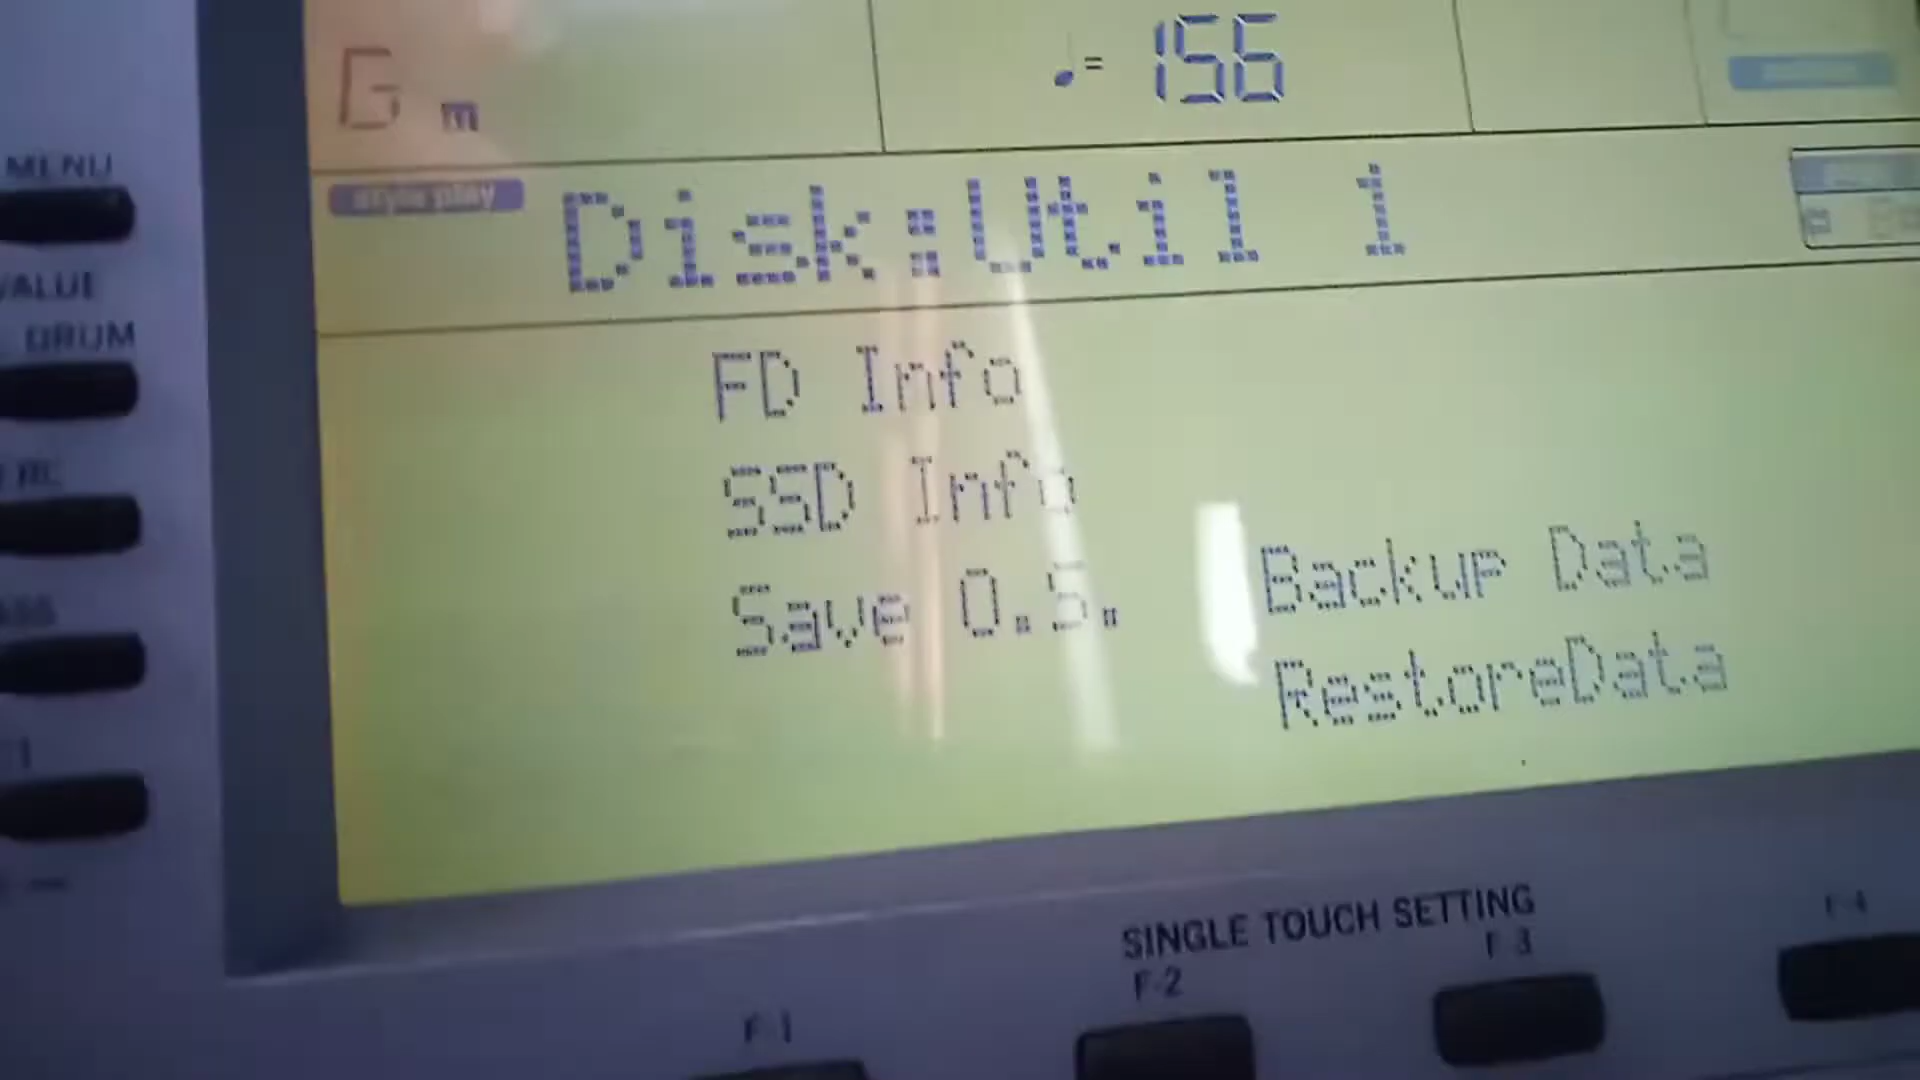 G m
♩= 156
style play
Disk:Util 1
FD Info
SSD Info
Save O.S.
Backup Data
RestoreData
MENU
VALUE
DRUM
SINGLE TOUCH SETTING
F-1
F-2
F-3
F-4